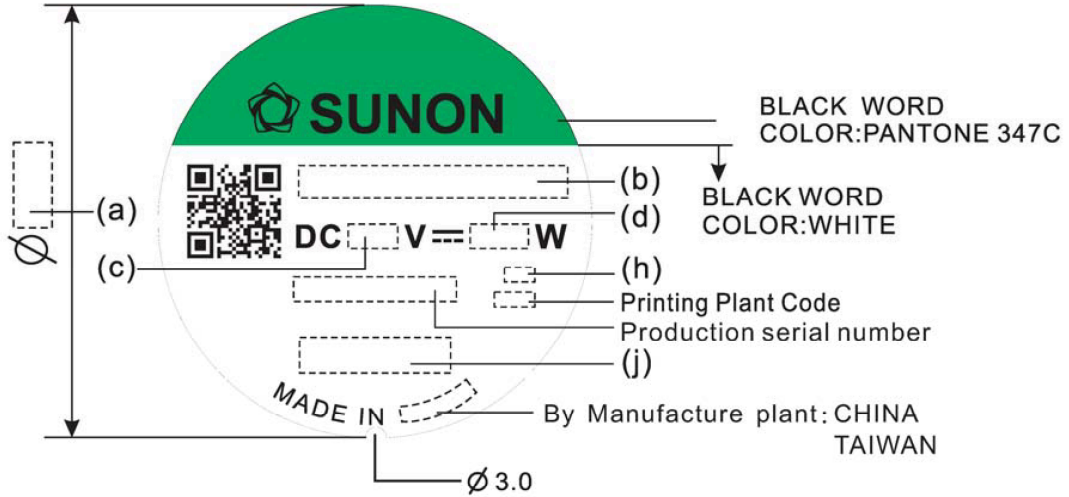 SUNON
BLACK WORD
COLOR:PANTONE 347C
(a)
(b)
BLACK WORD
COLOR:WHITE
(d)
DC V W
(c)
(h)
Printing Plant Code
Production serial number
(j)
MADE IN
By Manufacture plant: CHINA
TAIWAN
Ø
Ø 3.0